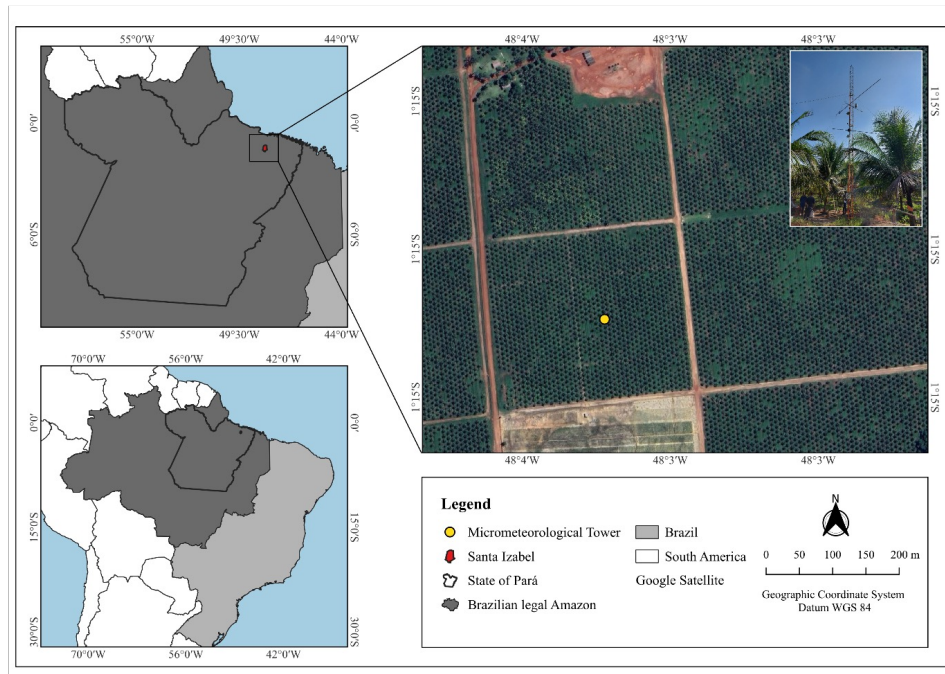 55°0'W 49°30'W 44°0'W
0°0' 0°0'
6°0'S 6°0'S
55°0'W 49°30'W 44°0'W
48°4'W 48°3'W 48°3'W
1°15'S 1°15'S
1°15'S 1°15'S
1°15'S 1°15'S
48°4'W 48°3'W 48°3'W
70°0'W 56°0'W 42°0'W
0°0' 0°0'
15°0'S 15°0'S
30°0'S 30°0'S
70°0'W 56°0'W 42°0'W
Legend
Micrometeorological Tower
Santa Izabel
State of Pará
Brazilian legal Amazon
Brazil
South America
Google Satellite
N
0 50 100 150 200 m
Geographic Coordinate System
Datum WGS 84